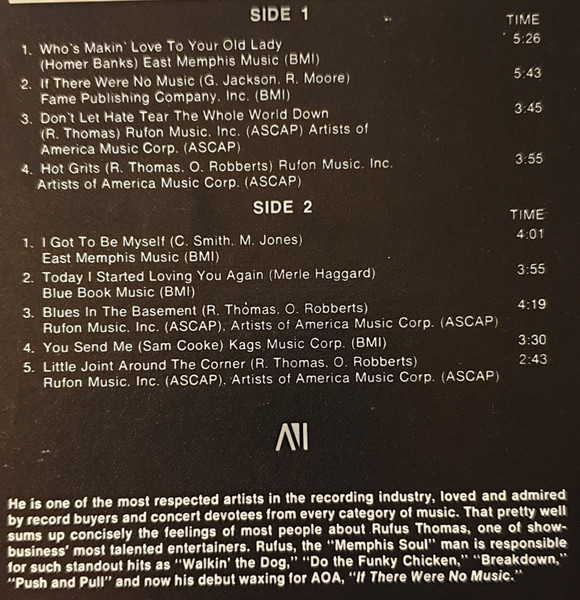 SIDE 1
TIME
1. Who's Makin' Love To Your Old Lady 5:26
(Homer Banks) East Memphis Music (BMI)
2. If There Were No Music (G. Jackson, R. Moore) 5:43
Fame Publishing Company, Inc. (BMI)
3. Don't Let Hate Tear The Whole World Down 3:45
(R. Thomas) Rufon Music, Inc. (ASCAP) Artists of
America Music Corp. (ASCAP)
4. Hot Grits (R. Thomas, O. Robberts) Rufon Music, Inc. 3:55
Artists of America Music Corp. (ASCAP)
SIDE 2
TIME
1. I Got To Be Myself (C. Smith, M. Jones) 4:01
East Memphis Music (BMI)
2. Today I Started Loving You Again (Merle Haggard) 3:55
Blue Book Music (BMI)
3. Blues In The Basement (R. Thomas, O. Robberts) 4:19
Rufon Music, Inc. (ASCAP), Artists of America Music Corp. (ASCAP)
4. You Send Me (Sam Cooke) Kags Music Corp. (BMI) 3:30
5. Little Joint Around The Corner (R. Thomas, O. Robberts) 2:43
Rufon Music, Inc. (ASCAP), Artists of America Music Corp. (ASCAP)
He is one of the most respected artists in the recording industry, loved and admired
by record buyers and concert devotees from every category of music. That pretty well
sums up concisely the feelings of most people about Rufus Thomas, one of show-
business' most talented entertainers. Rufus, the "Memphis Soul" man is responsible
for such standout hits as "Walkin' the Dog," "Do the Funky Chicken," "Breakdown,"
"Push and Pull" and now his debut waxing for AOA, "If There Were No Music."